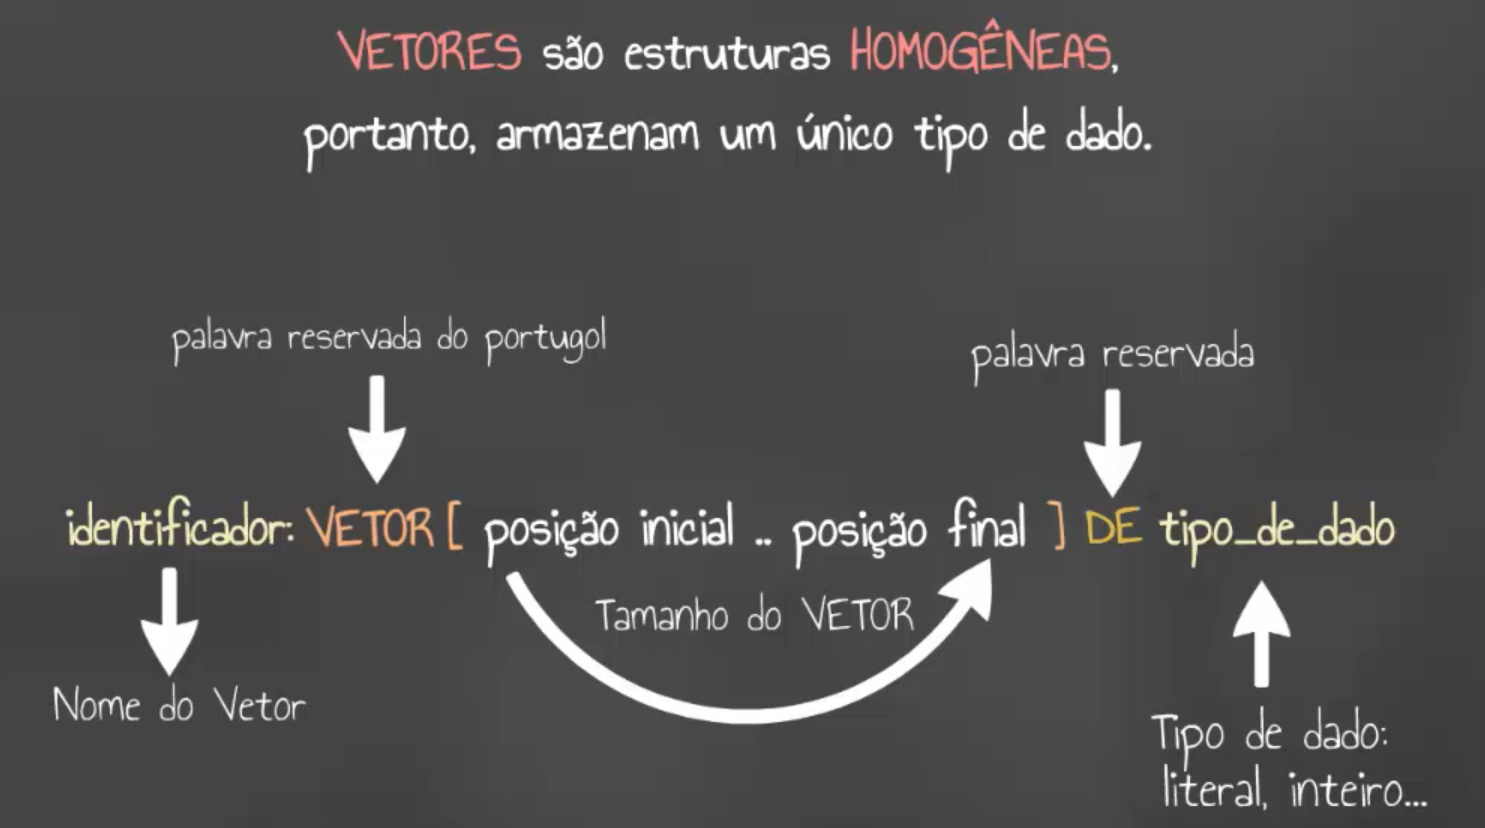 VETORES são estruturas HOMOGÊNEAS,
portanto, armazenam um único tipo de dado.
palavra reservada do portugol
palavra reservada
identificador: VETOR [ posição inicial .. posição final ] DE tipo_de_dado
Tamanho do VETOR
Nome do Vetor
Tipo de dado:
literal, inteiro...